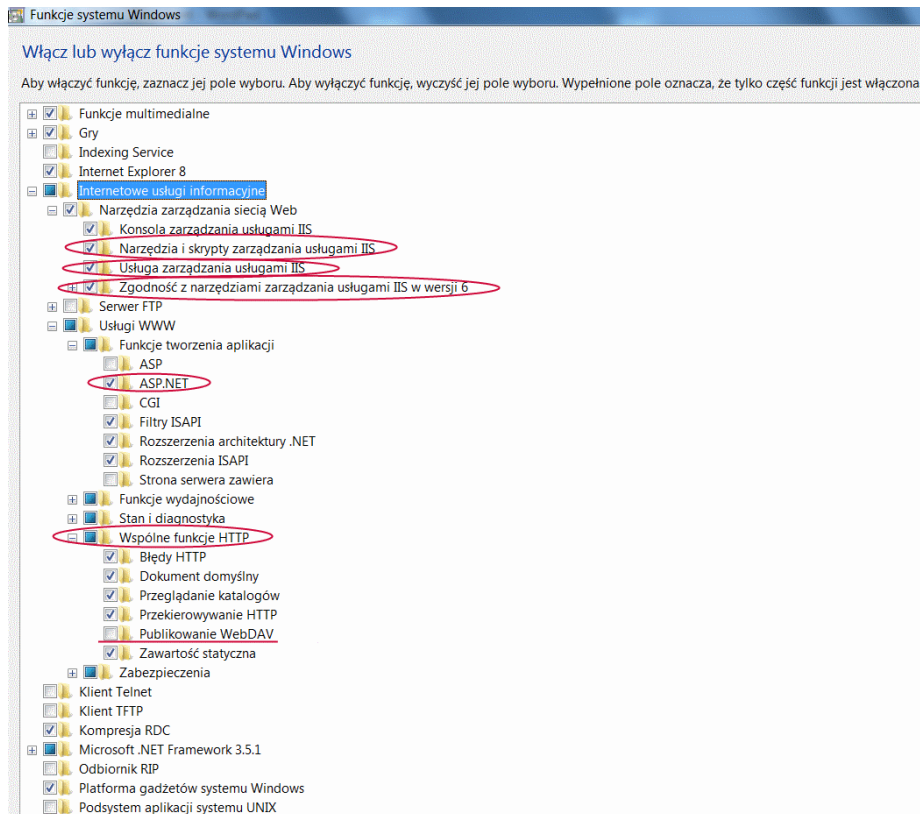 Funkcje systemu Windows
Włącz lub wyłącz funkcje systemu Windows
Aby włączyć funkcję, zaznacz jej pole wyboru. Aby wyłączyć funkcję, wyczyść jej pole wyboru. Wypełnione pole oznacza, że tylko część funkcji jest włączona
Funkcje multimedialne
Gry
Indexing Service
Internet Explorer 8
Internetowe usługi informacyjne
Narzędzia zarządzania siecią Web
Konsola zarządzania usługami IIS
Narzędzia i skrypty zarządzania usługami IIS
Usługa zarządzania usługami IIS
Zgodność z narzędziami zarządzania usługami IIS w wersji 6
Serwer FTP
Usługi WWW
Funkcje tworzenia aplikacji
ASP
ASP.NET
CGI
Filtry ISAPI
Rozszerzenia architektury .NET
Rozszerzenia ISAPI
Strona serwera zawiera
Funkcje wydajnościowe
Stan i diagnostyka
Wspólne funkcje HTTP
Błędy HTTP
Dokument domyślny
Przeglądanie katalogów
Przekierowywanie HTTP
Publikowanie WebDAV
Zawartość statyczna
Zabezpieczenia
Klient Telnet
Klient TFTP
Kompresja RDC
Microsoft .NET Framework 3.5.1
Odbiornik RIP
Platforma gadżetów systemu Windows
Podsystem aplikacji systemu UNIX